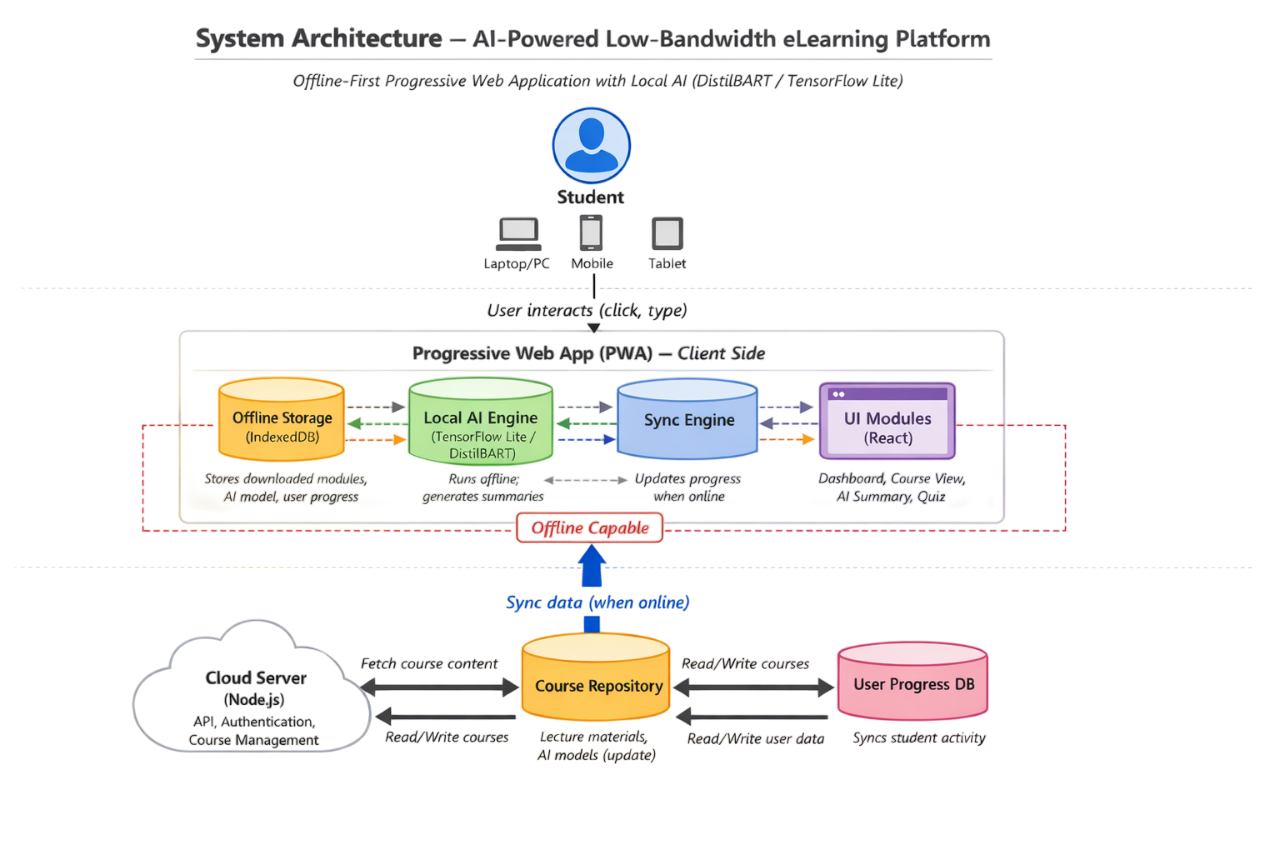 System Architecture — AI-Powered Low-Bandwidth eLearning Platform
Offline-First Progressive Web Application with Local AI (DistilBART / TensorFlow Lite)
Student
Laptop/PC
Mobile
Tablet
User interacts (click, type)
Progressive Web App (PWA) — Client Side
Offline Storage
(IndexedDB)
Local AI Engine
(TensorFlow Lite /
DistilBART)
Sync Engine
UI Modules
(React)
Stores downloaded modules,
AI model, user progress
Runs offline;
generates summaries
Updates progress
when online
Dashboard, Course View,
AI Summary, Quiz
Offline Capable
Sync data (when online)
Cloud Server
(Node.js)
API, Authentication,
Course Management
Fetch course content
Read/Write courses
Course Repository
Lecture materials,
AI models (update)
Read/Write courses
Read/Write user data
User Progress DB
Syncs student activity